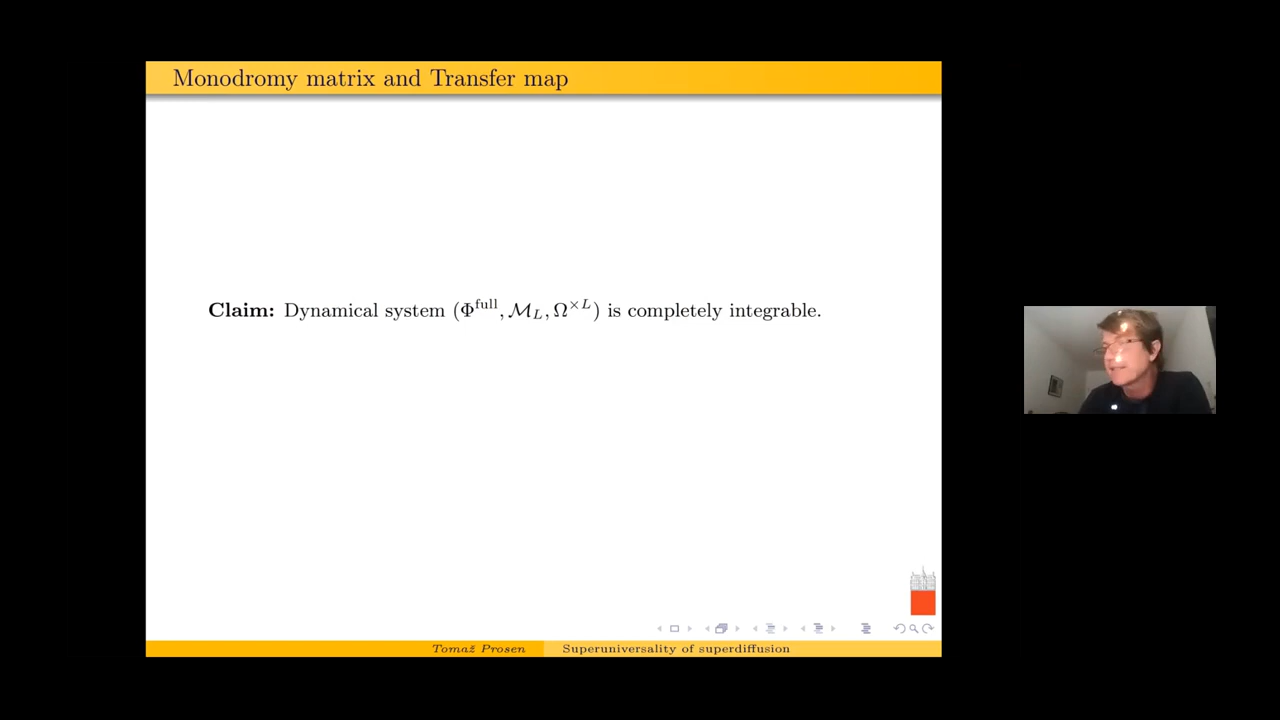 Monodromy matrix and Transfer map
Claim: Dynamical system (Φ^full, ℳ_L, Ω^×L) is completely integrable.
Tomaž Prosen Superuniversality of superdiffusion